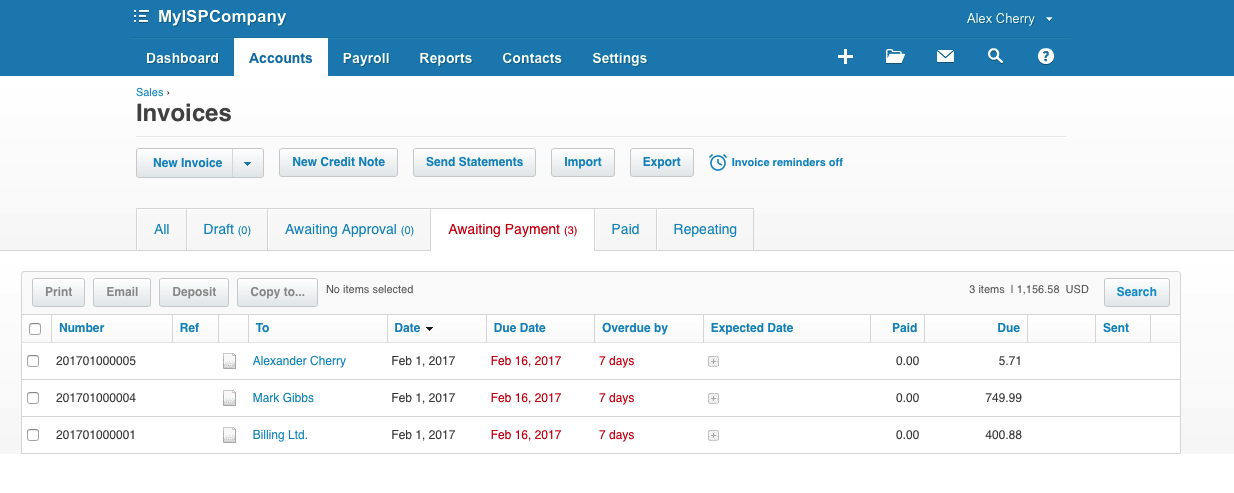 MyISPCompany
Alex Cherry
Dashboard Accounts Payroll Reports Contacts Settings
Sales ›
Invoices
New Invoice New Credit Note Send Statements Import Export Invoice reminders off
All Draft (0) Awaiting Approval (0) Awaiting Payment (3) Paid Repeating
Print Email Deposit Copy to... No items selected 3 items | 1,156.58 USD Search
Number Ref To Date Due Date Overdue by Expected Date Paid Due Sent
201701000005 Alexander Cherry Feb 1, 2017 Feb 16, 2017 7 days 0.00 5.71
201701000004 Mark Gibbs Feb 1, 2017 Feb 16, 2017 7 days 0.00 749.99
201701000001 Billing Ltd. Feb 1, 2017 Feb 16, 2017 7 days 0.00 400.88